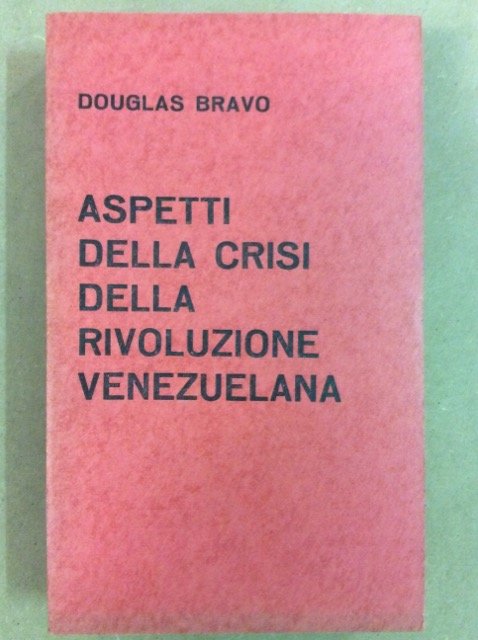 DOUGLAS BRAVO
ASPETTI
DELLA CRISI
DELLA
RIVOLUZIONE
VENEZUELANA